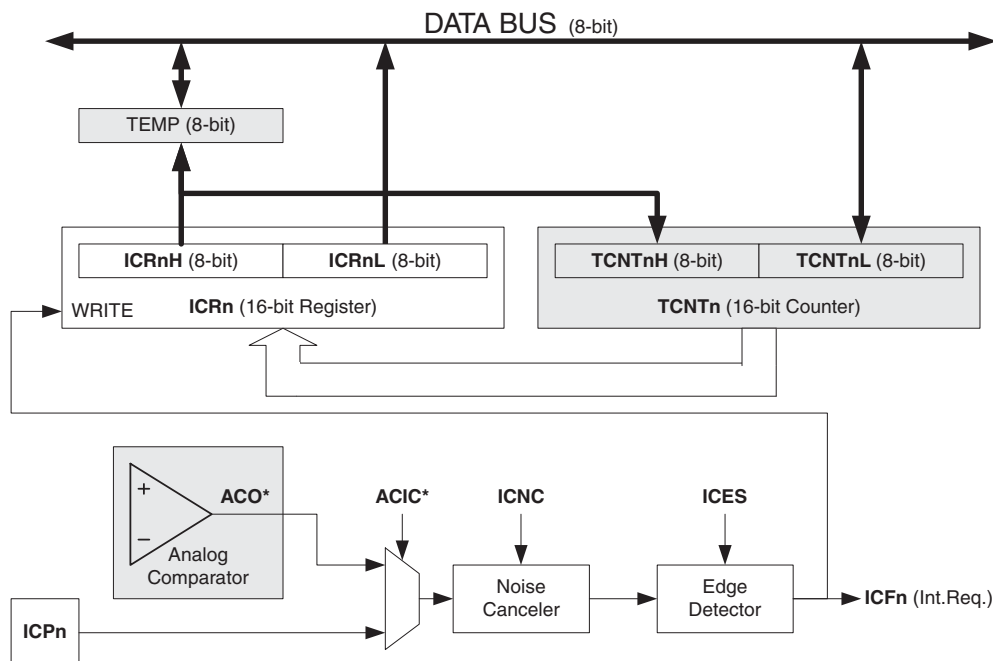 DATA BUS (8-bit)
TEMP (8-bit)
ICRnH (8-bit)
ICRnL (8-bit)
TCNTnH (8-bit)
TCNTnL (8-bit)
WRITE
ICRn (16-bit Register)
TCNTn (16-bit Counter)
+
−
ACO*
Analog
Comparator
ACIC*
ICNC
ICES
Noise
Canceler
Edge
Detector
ICFn (Int.Req.)
ICPn